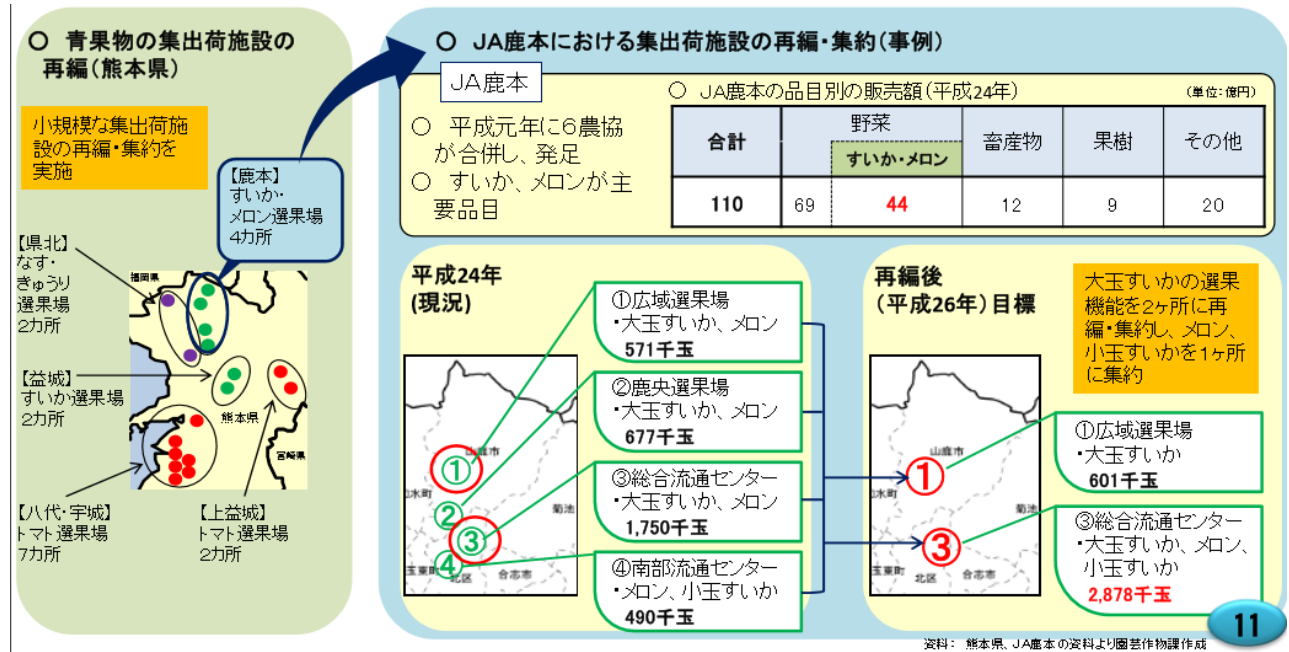 〇 青果物の集出荷施設の
再編(熊本県)
小規模な集出荷施
設の再編・集約を
実施
【鹿本】
すいか・
メロン選果場
4カ所
【県北】
なす・
きゅうり
選果場
2カ所
【益城】
すいか選果場
2カ所
【八代・宇城】
トマト選果場
7カ所
【上益城】
トマト選果場
2カ所
福岡県
熊本県
宮崎県
〇 JA鹿本における集出荷施設の再編・集約(事例)
JA鹿本
〇 平成元年に6農協
が合併し、発足
〇 すいか、メロンが主
要品目
〇 JA鹿本の品目別の販売額(平成24年)
(単位:億円)
合計 野菜 畜産物 果樹 その他
すいか・メロン
110 69 44 12 9 20
平成24年
(現況)
①広域選果場
・大玉すいか、メロン
571千玉
②鹿央選果場
・大玉すいか、メロン
677千玉
③総合流通センター
・大玉すいか、メロン
1,750千玉
④南部流通センター
・メロン、小玉すいか
490千玉
山鹿市
①
水町
②
菊池
③
④
玉東町
北区
合志市
再編後
(平成26年)目標
大玉すいかの選果
機能を2ヶ所に再
編・集約し、メロン、
小玉すいかを1ヶ所
に集約
①広域選果場
・大玉すいか
601千玉
③総合流通センター
・大玉すいか、メロン、
小玉すいか
2,878千玉
山鹿市
①
水町
菊池
③
玉東町
北区
合志市
11
資料: 熊本県、JA鹿本の資料より園芸作物課作成